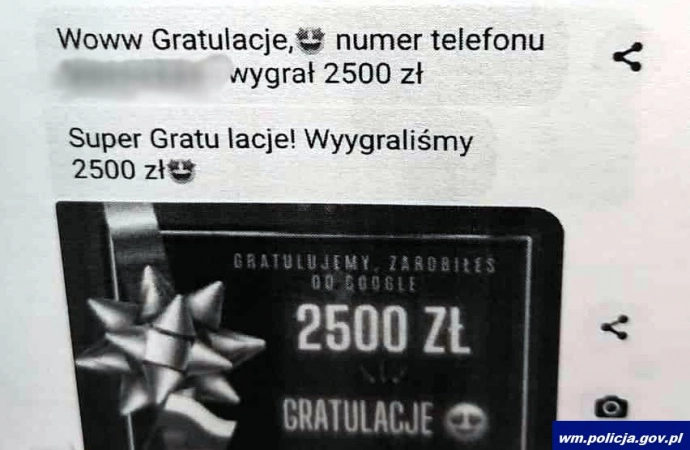 Woww Gratulacje,🤩 numer telefonu
wygrał 2500 zł
Super Gratu lacje! Wyygraliśmy
2500 zł🤩
GRATULUJEMY, ZAROBIŁEŚ
OD GOOGLE
2500 ZŁ
GRATULACJE 🤩
wm.policja.gov.pl